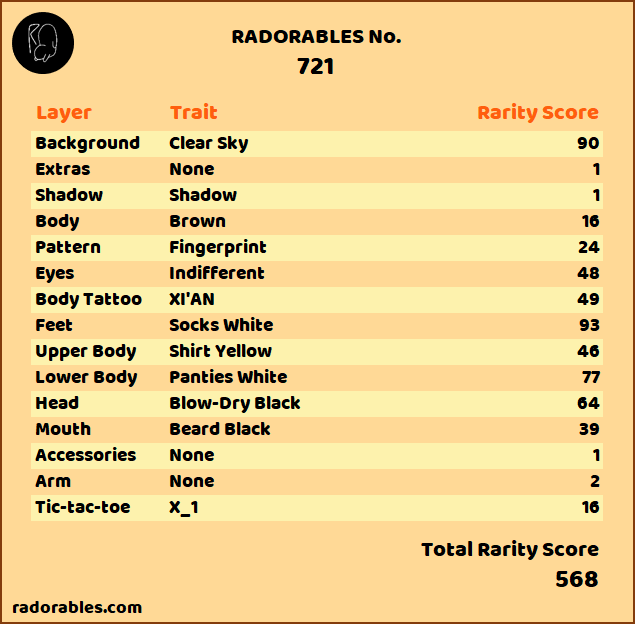 RADORABLES No.
721
Layer Trait Rarity Score
Background Clear Sky 90
Extras None 1
Shadow Shadow 1
Body Brown 16
Pattern Fingerprint 24
Eyes Indifferent 48
Body Tattoo XI'AN 49
Feet Socks White 93
Upper Body Shirt Yellow 46
Lower Body Panties White 77
Head Blow-Dry Black 64
Mouth Beard Black 39
Accessories None 1
Arm None 2
Tic-tac-toe X_1 16
Total Rarity Score
568
radorables.com